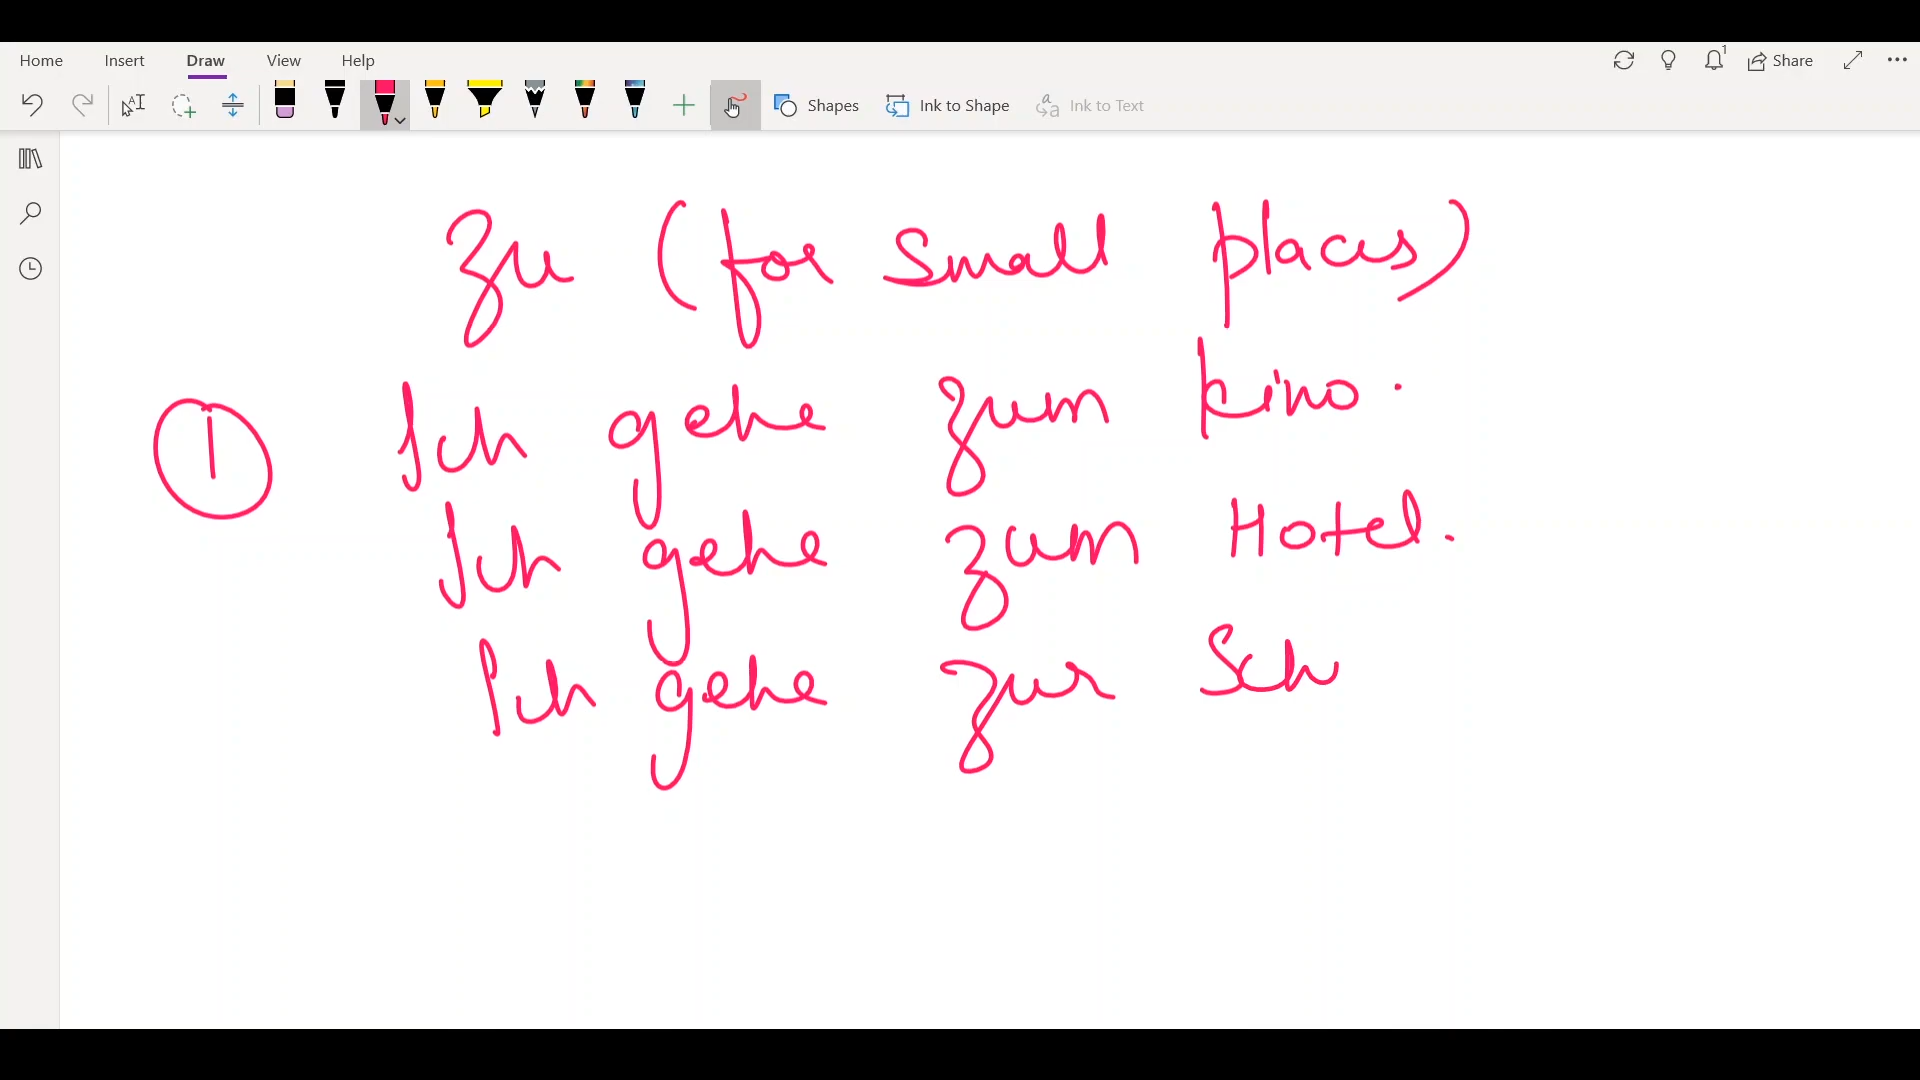 Home Insert Draw View Help 1 Share
Shapes Ink to Shape Ink to Text
Zu (for Small places)
1 Ich gehe zum kino.
Ich gehe zum Hotel.
Ich gehe zur Sch